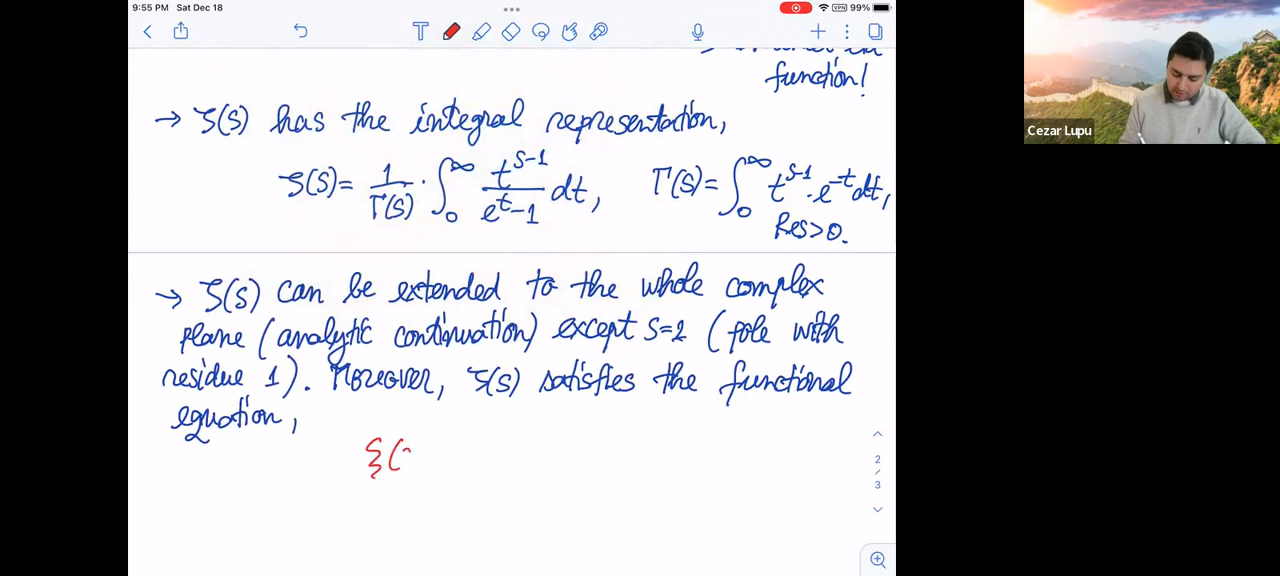 9:55 PM Sat Dec 18
VPN 99%
T
function!
→ ζ(s) has the integral representation,
ζ(s) = 1/Γ(s) · ∫₀^∞ t^(s-1)/(e^t - 1) dt, Γ(s) = ∫₀^∞ t^(s-1) · e^(-t) dt,
Re s > 0.
→ ζ(s) can be extended to the whole complex
plane (analytic continuation) except s=1 (pole with
residue 1). Moreover, ζ(s) satisfies the functional
equation,
ξ(
2
/
3
Cezar Lupu